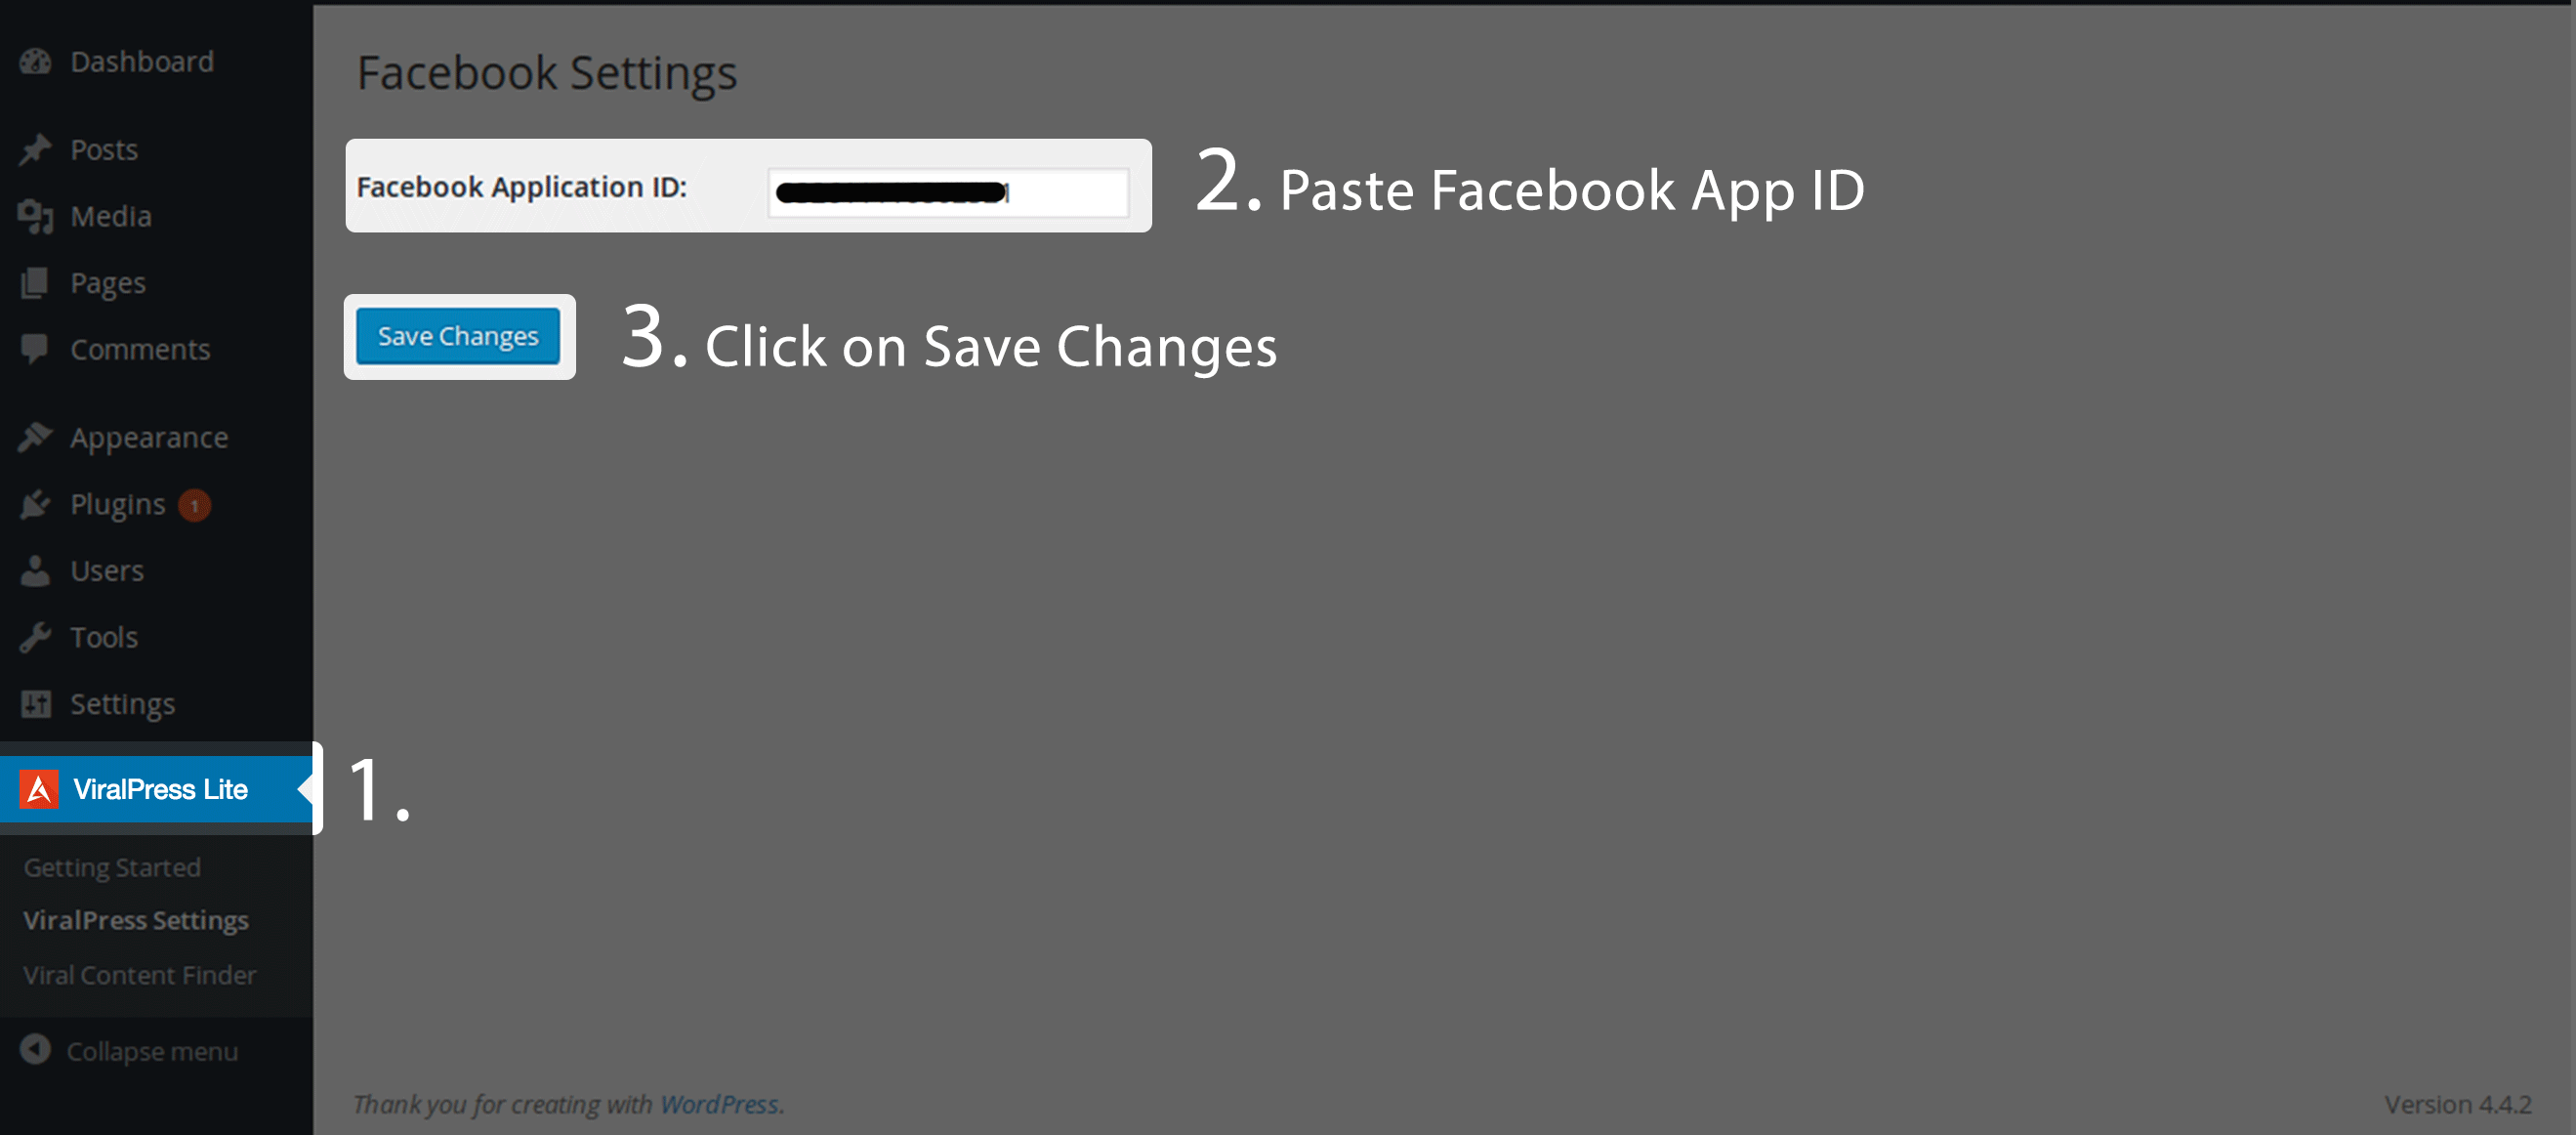 Dashboard
Posts
Media
Pages
Comments
Appearance
Plugins 1
Users
Tools
Settings
ViralPress Lite
Getting Started
ViralPress Settings
Viral Content Finder
Collapse menu
Facebook Settings
Facebook Application ID:
2. Paste Facebook App ID
Save Changes
3. Click on Save Changes
1.
Thank you for creating with WordPress.
Version 4.4.2